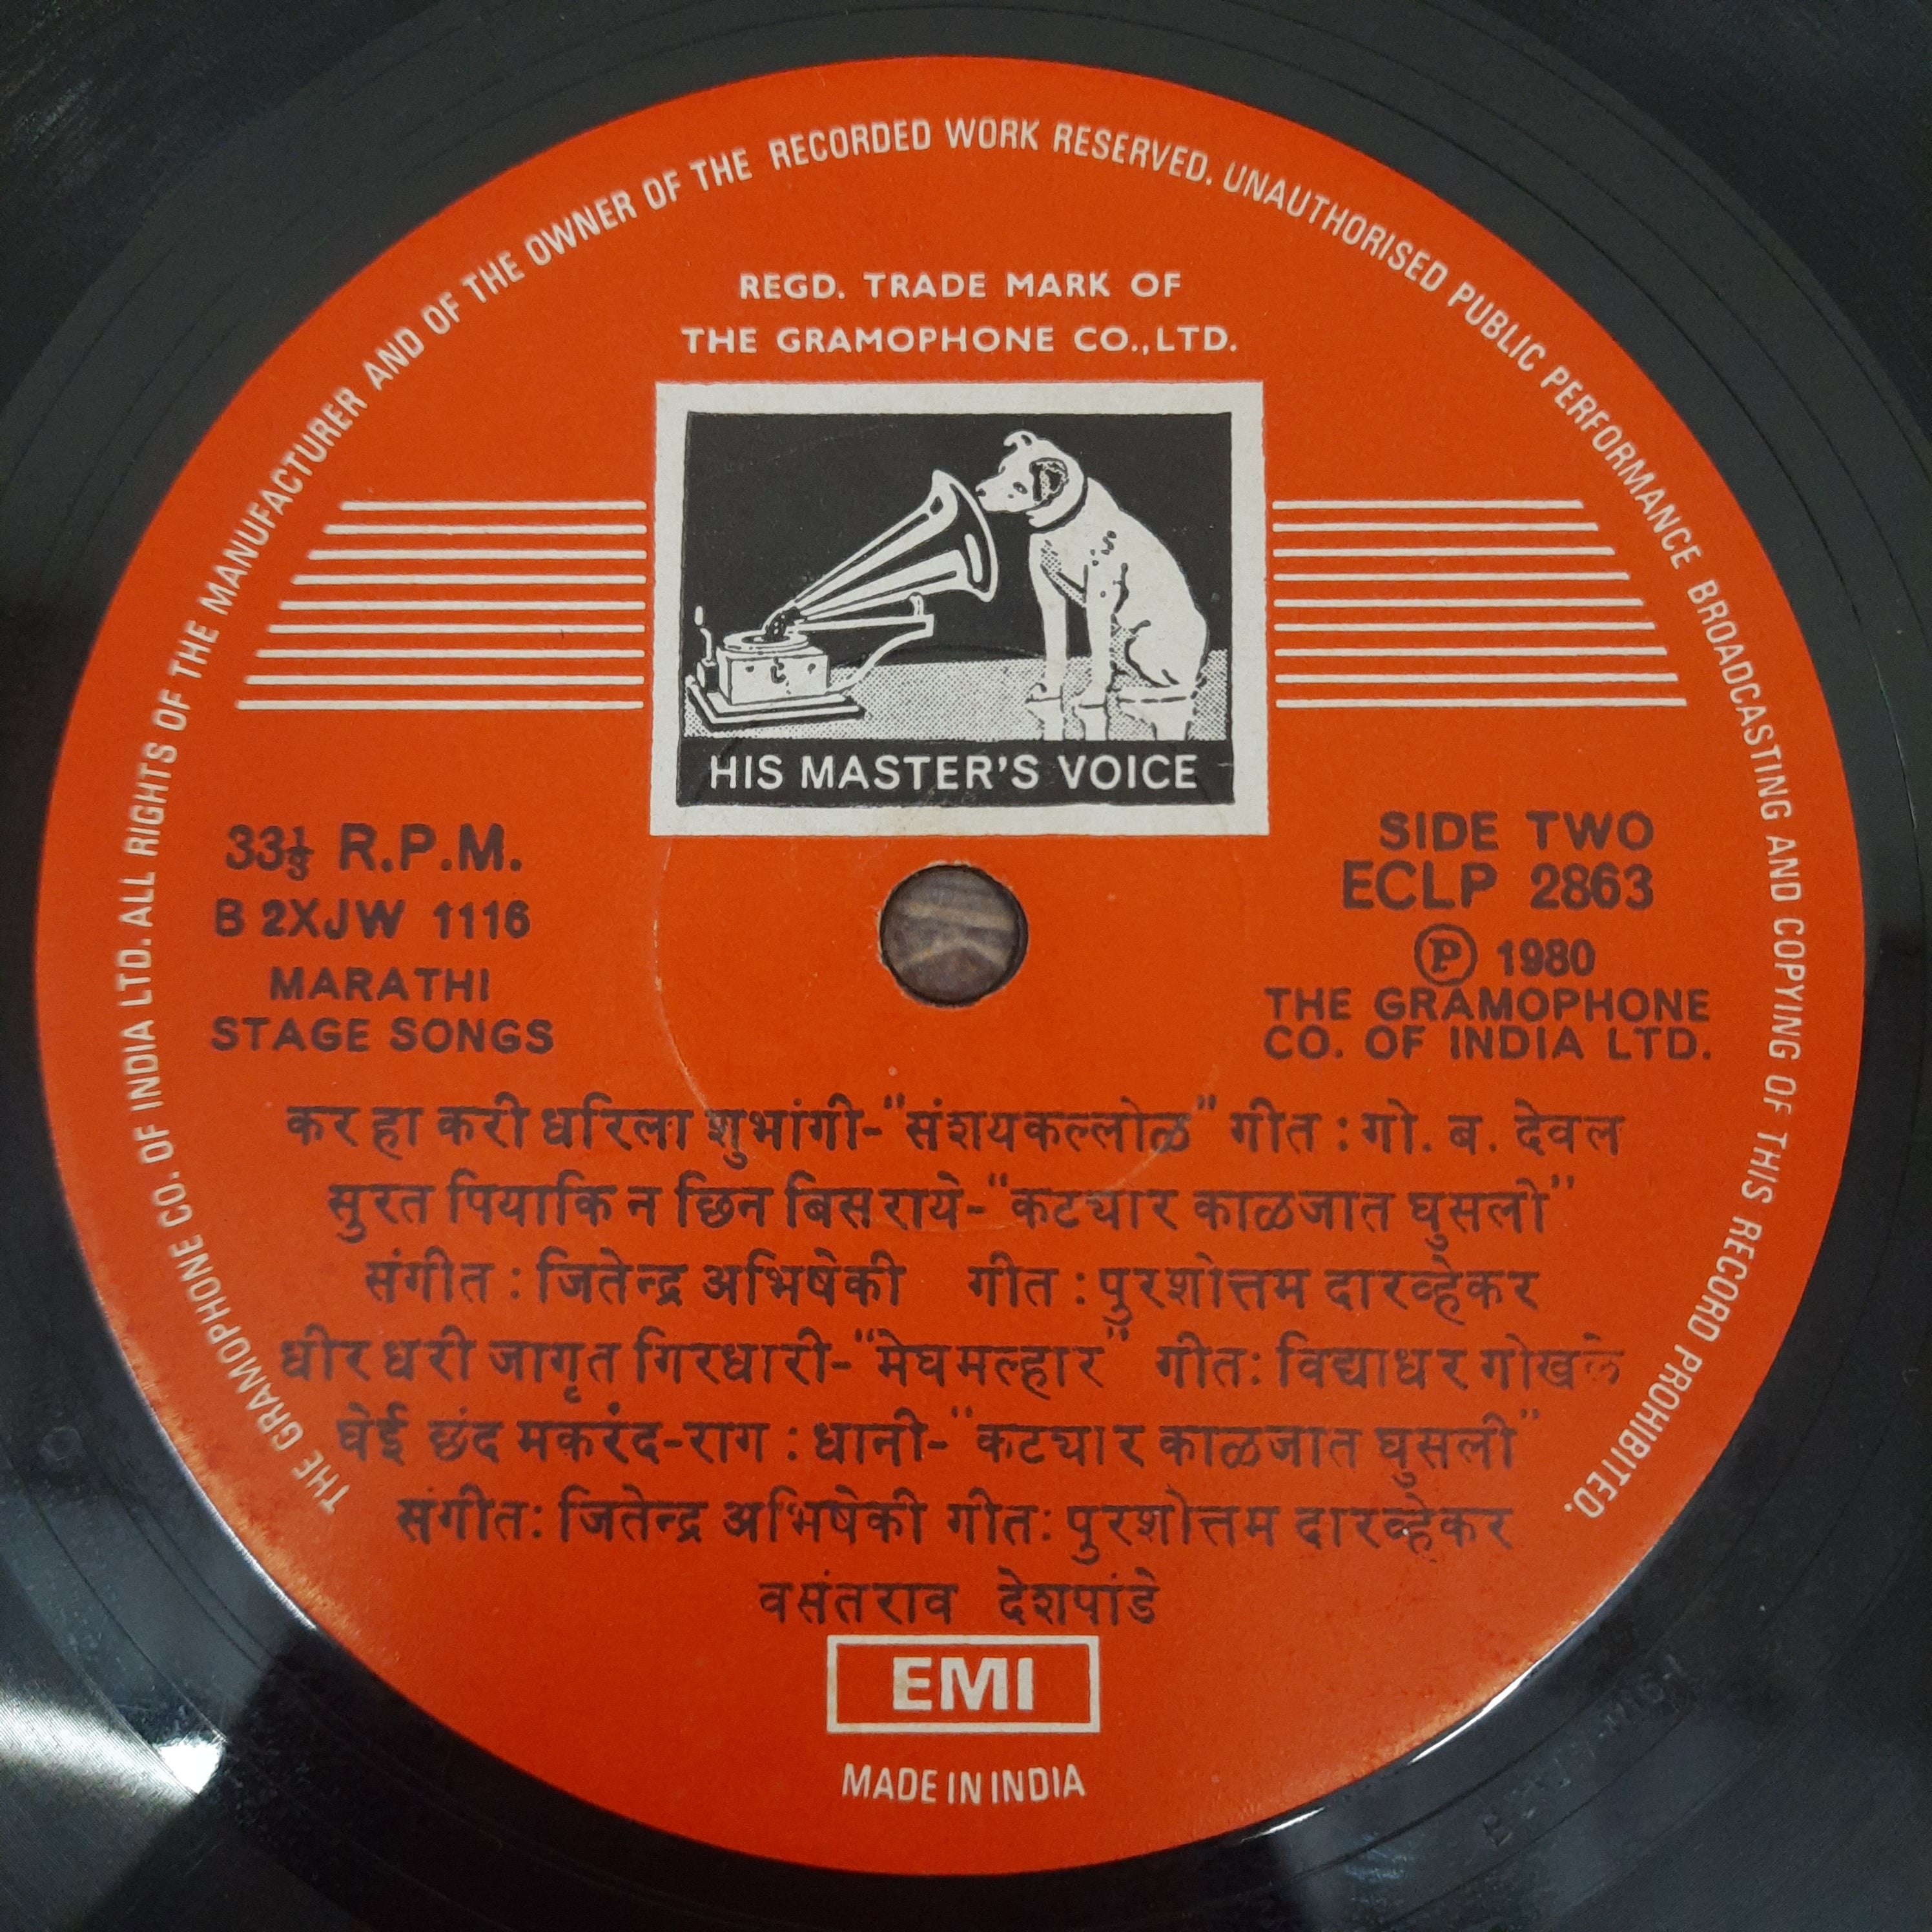 THE GRAMOPHONE CO. OF INDIA LTD. ALL RIGHTS OF THE MANUFACTURER AND OF THE OWNER OF THE RECORDED WORK RESERVED. UNAUTHORISED PUBLIC PERFORMANCE BROADCASTING AND COPYING OF THIS RECORD PROHIBITED.
REGD. TRADE MARK OF
THE GRAMOPHONE CO.,LTD.
HIS MASTER'S VOICE
33⅓ R.P.M.
B 2XJW 1116
MARATHI
STAGE SONGS
SIDE TWO
ECLP 2863
Ⓟ 1980
THE GRAMOPHONE
CO. OF INDIA LTD.
कर हा करी धरिला शुभांगी-"संशयकल्लोळ" गीत : गो. ब. देवल
सुरत पियाकि न छिन बिसराये-"कट्यार काळजात घुसली"
संगीत : जितेन्द्र अभिषेकी गीत : पुरशोत्तम दारव्हेकर
धीर धरी जागृत गिरधारी-"मेघमल्हार" गीत: विद्याधर गोखले
घेई छंद मकरंद-राग : धानी-"कट्यार काळजात घुसली"
संगीत: जितेन्द्र अभिषेकी गीत: पुरशोत्तम दारव्हेकर
वसंतराव देशपांडे
EMI
MADE IN INDIA